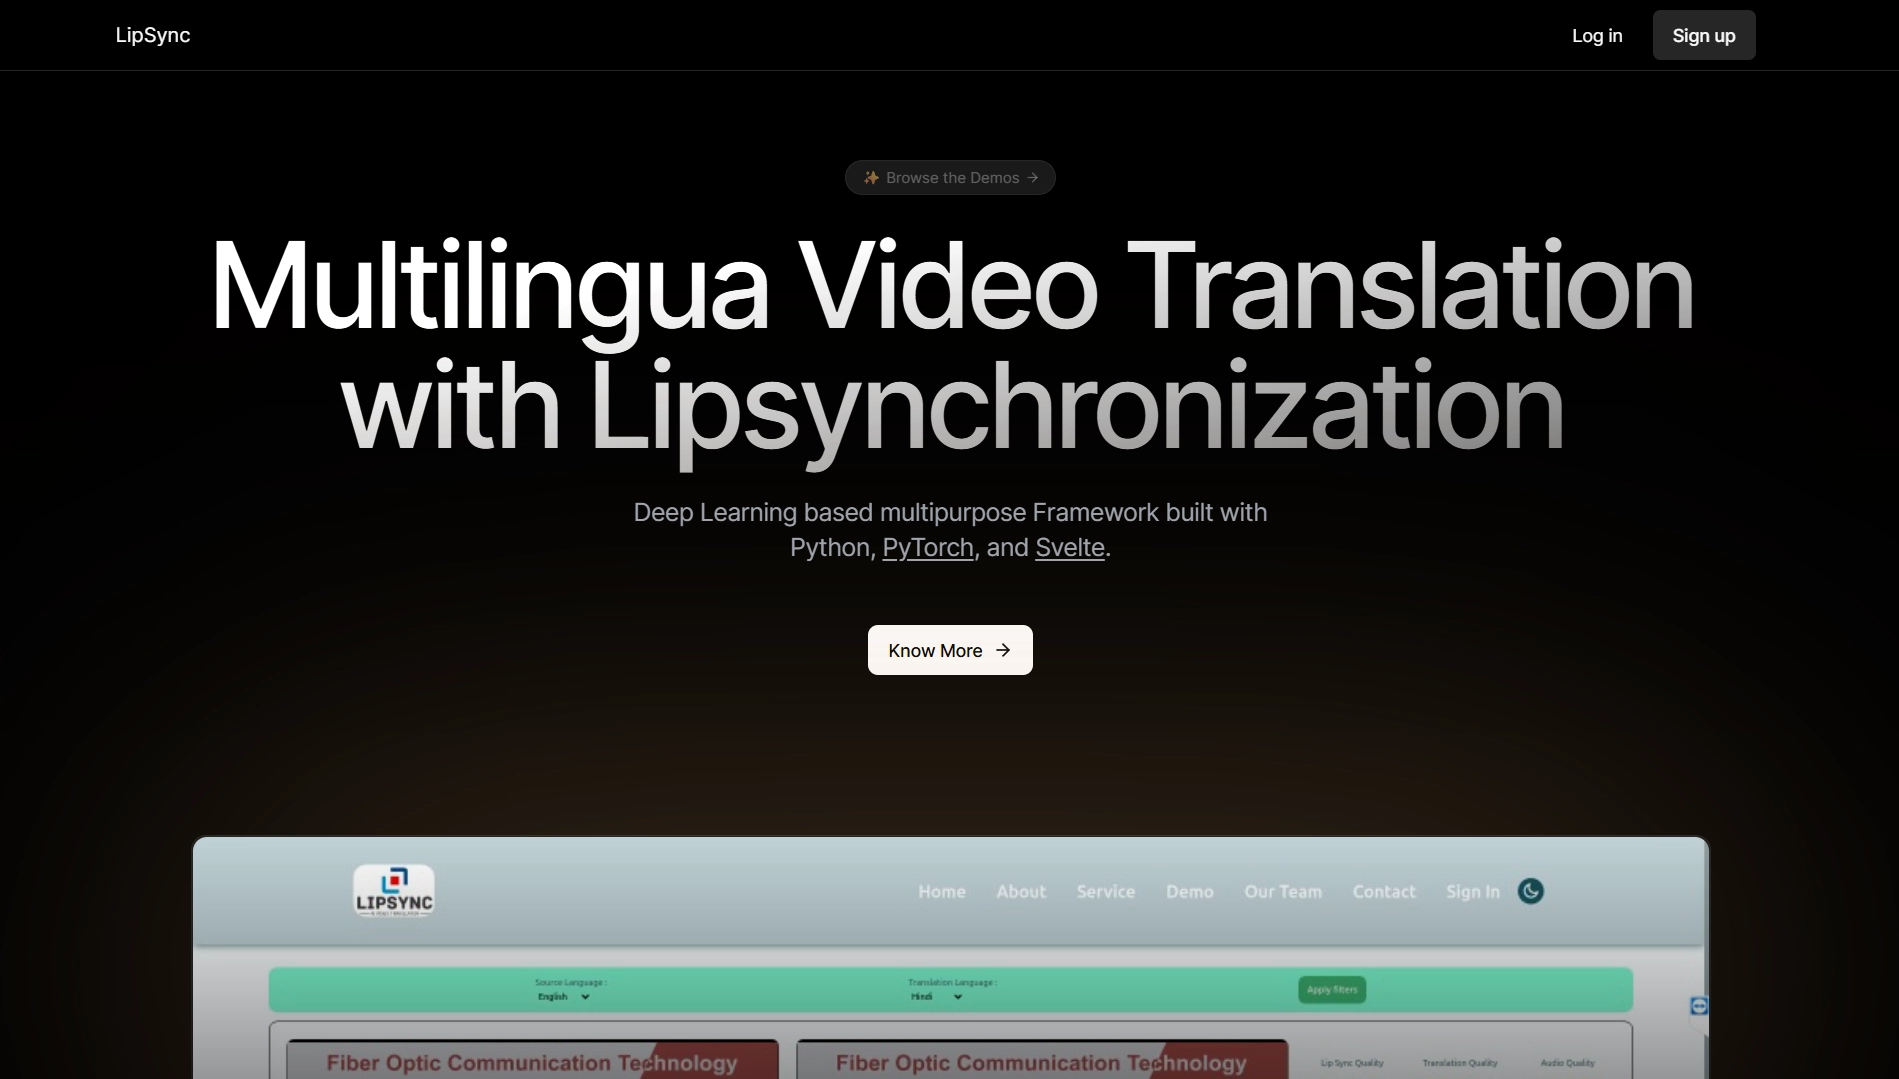 LipSync
Log in
Sign up
✨ Browse the Demos →
Multilingua Video Translation
with Lipsynchronization
Deep Learning based multipurpose Framework built with
Python, PyTorch, and Svelte.
Know More →
LIPSYNC
Home
About
Service
Demo
Our Team
Contact
Sign In
Source Language :
English
Translation Language :
Hindi
Apply filters
Fiber Optic Communication Technology
Fiber Optic Communication Technology
Lip Sync Quality
Translation Quality
Audio Quality